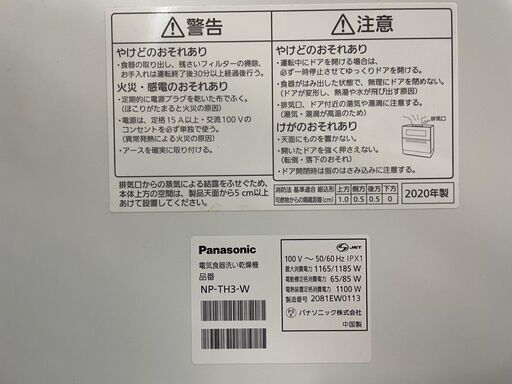 警告
やけどのおそれあり
・食器の取り出し、残さいフィルターの掃除、
お手入れは運転終了後30分以上経過後行う。
火災・感電のおそれあり
・定期的に電源プラグを乾いた布でふく。
(ほこりがたまると火災の原因)
・電源は、定格15A以上・交流100Vの
コンセントを必ず単独で使う。
(異常発熱による火災の原因)
・アースを確実に取り付ける。
注意
やけどのおそれあり
・運転中にドアを開ける場合は、
必ず一時停止させてゆっくりドアを開ける。
・食器がはみ出した状態で、無理にドアを閉めない。
(ドアが変形し、熱湯や水が飛び出す原因)
・排気口、ドア付近の湯気や湯滴に注意する。
(湯気・湯滴が高温のため)
排気口
けがのおそれあり
・天面にものを置かない。
・開いたドアを強く押さえない。
(転倒・落下のおそれ)
・ドア開閉時は指のはさみ込みに注意する。
排気口からの蒸気による結露をふせぐため、
本体上方の空間は、製品天面から5cm以上
あけて設置してください。
消防法 基準適合 組込形 上方 側方 後方 下方
可燃物からの離隔距離(cm) 1.0 0.5 0.5 0
2020年製
Panasonic
電気食器洗い乾燥機
品番
NP-TH3-W
JET
100 V ～ 50/60 Hz IPX1
最大消費電力 1165/1185 W
電動機定格消費電力 65/85 W
電熱装置定格消費電力 1100 W
製造番号 2081EW0113
パナソニック株式会社
中国製